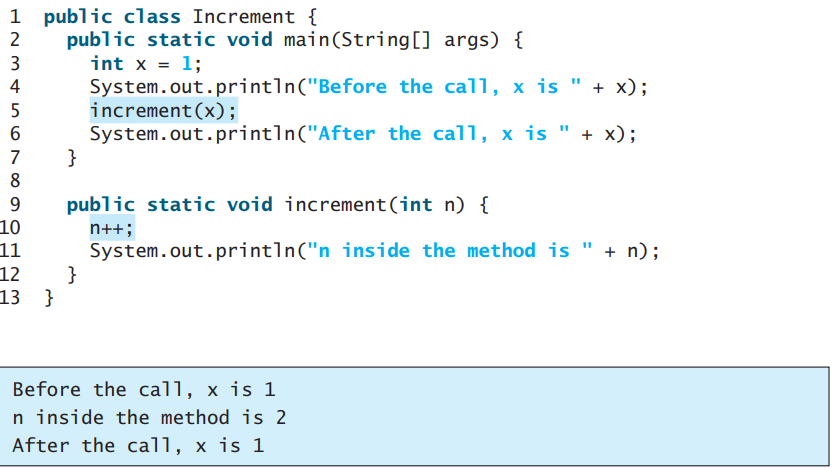 1 public class Increment {
2 public static void main(String[] args) {
3 int x = 1;
4 System.out.println("Before the call, x is " + x);
5 increment(x);
6 System.out.println("After the call, x is " + x);
7 }
8
9 public static void increment(int n) {
10 n++;
11 System.out.println("n inside the method is " + n);
12 }
13 }
Before the call, x is 1
n inside the method is 2
After the call, x is 1